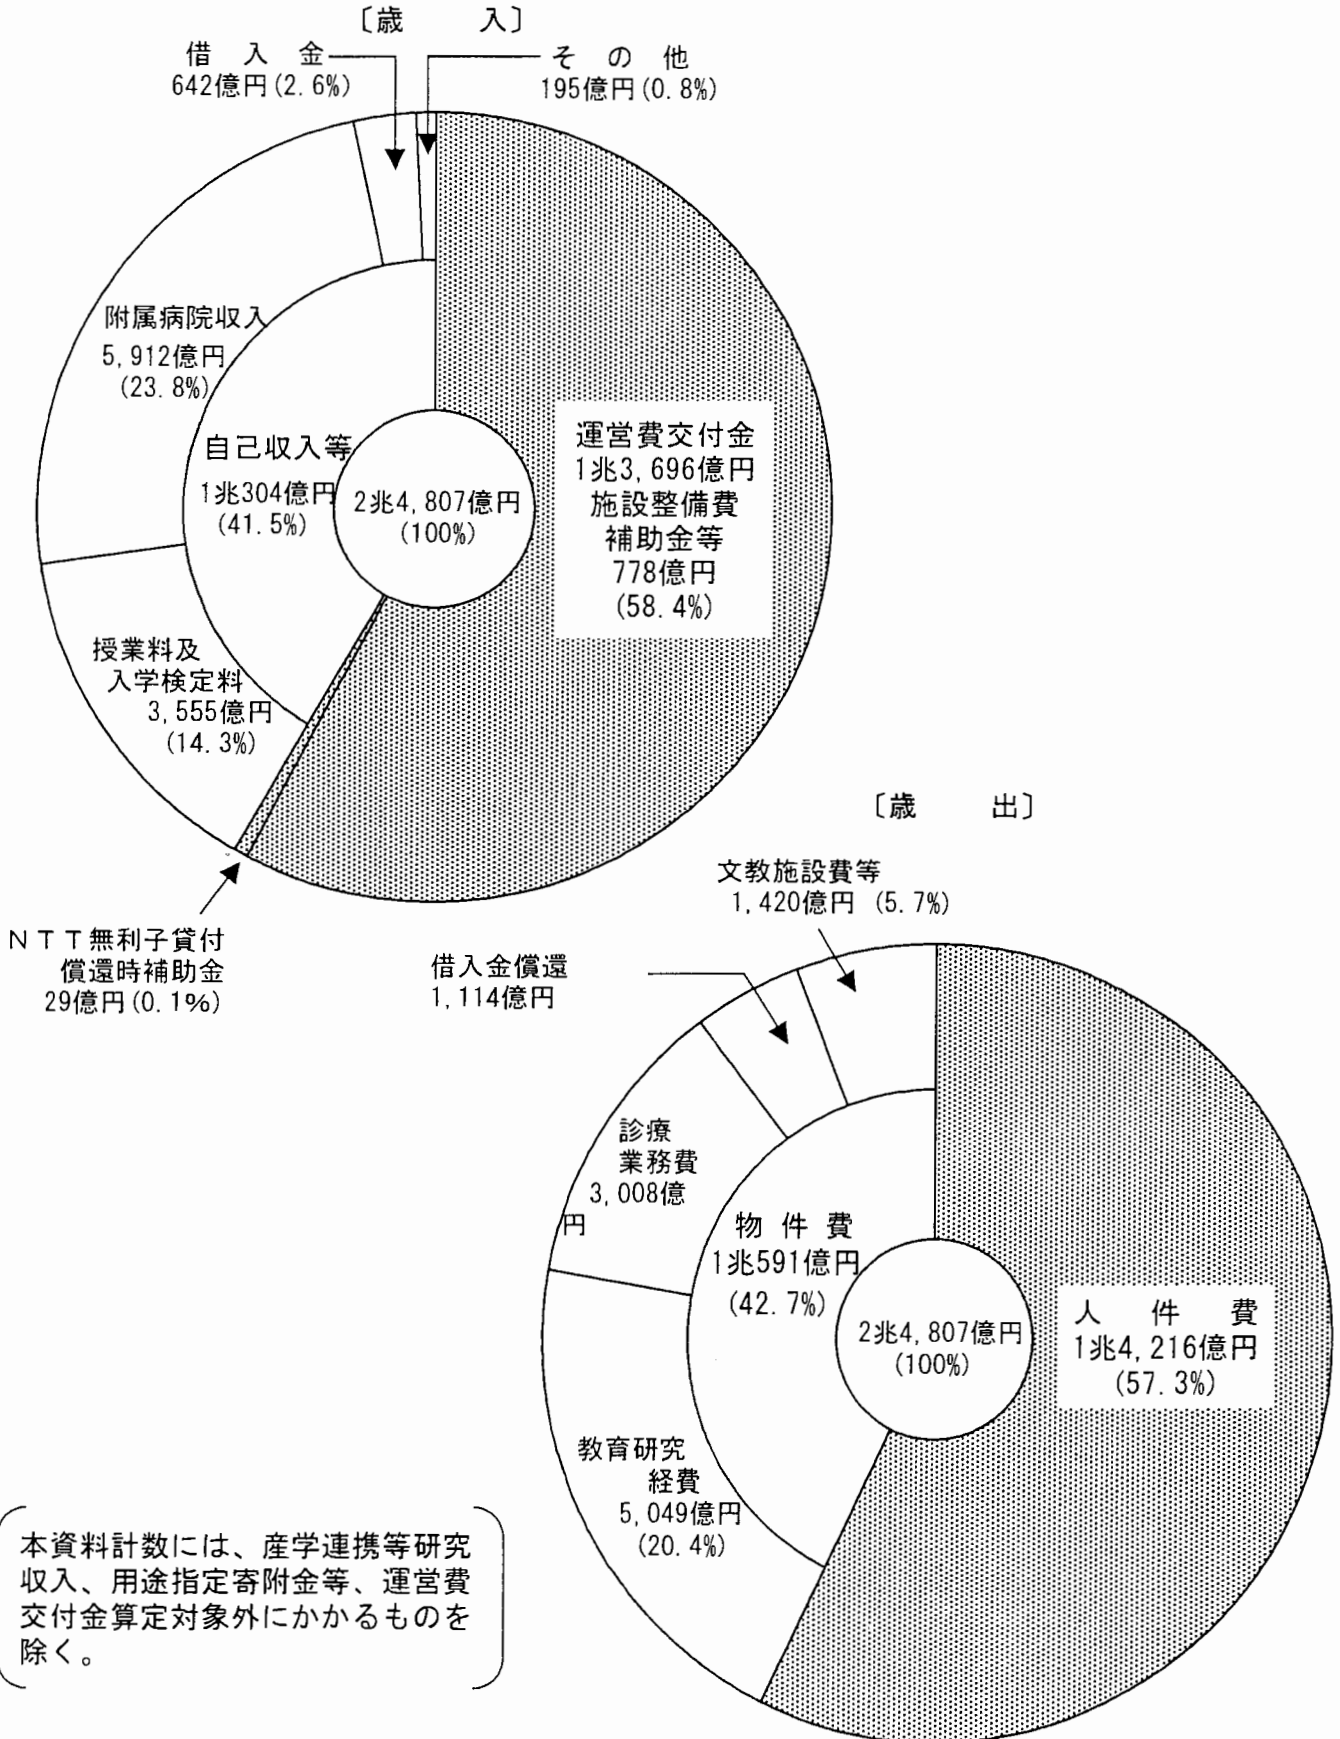 〔歳　入〕
借入金
642億円(2.6%)
その他
195億円(0.8%)
附属病院収入
5,912億円
(23.8%)
自己収入等
1兆304億円
(41.5%)
2兆4,807億円
(100%)
運営費交付金
1兆3,696億円
施設整備費
補助金等
778億円
(58.4%)
授業料及
入学検定料
3,555億円
(14.3%)
NTT無利子貸付
償還時補助金
29億円(0.1%)
〔歳　出〕
文教施設費等
1,420億円 (5.7%)
借入金償還
1,114億円
診療
業務費
3,008億
円
物件費
1兆591億円
(42.7%)
2兆4,807億円
(100%)
人件費
1兆4,216億円
(57.3%)
教育研究
経費
5,049億円
(20.4%)
本資料計数には、産学連携等研究
収入、用途指定寄附金等、運営費
交付金算定対象外にかかるものを
除く。